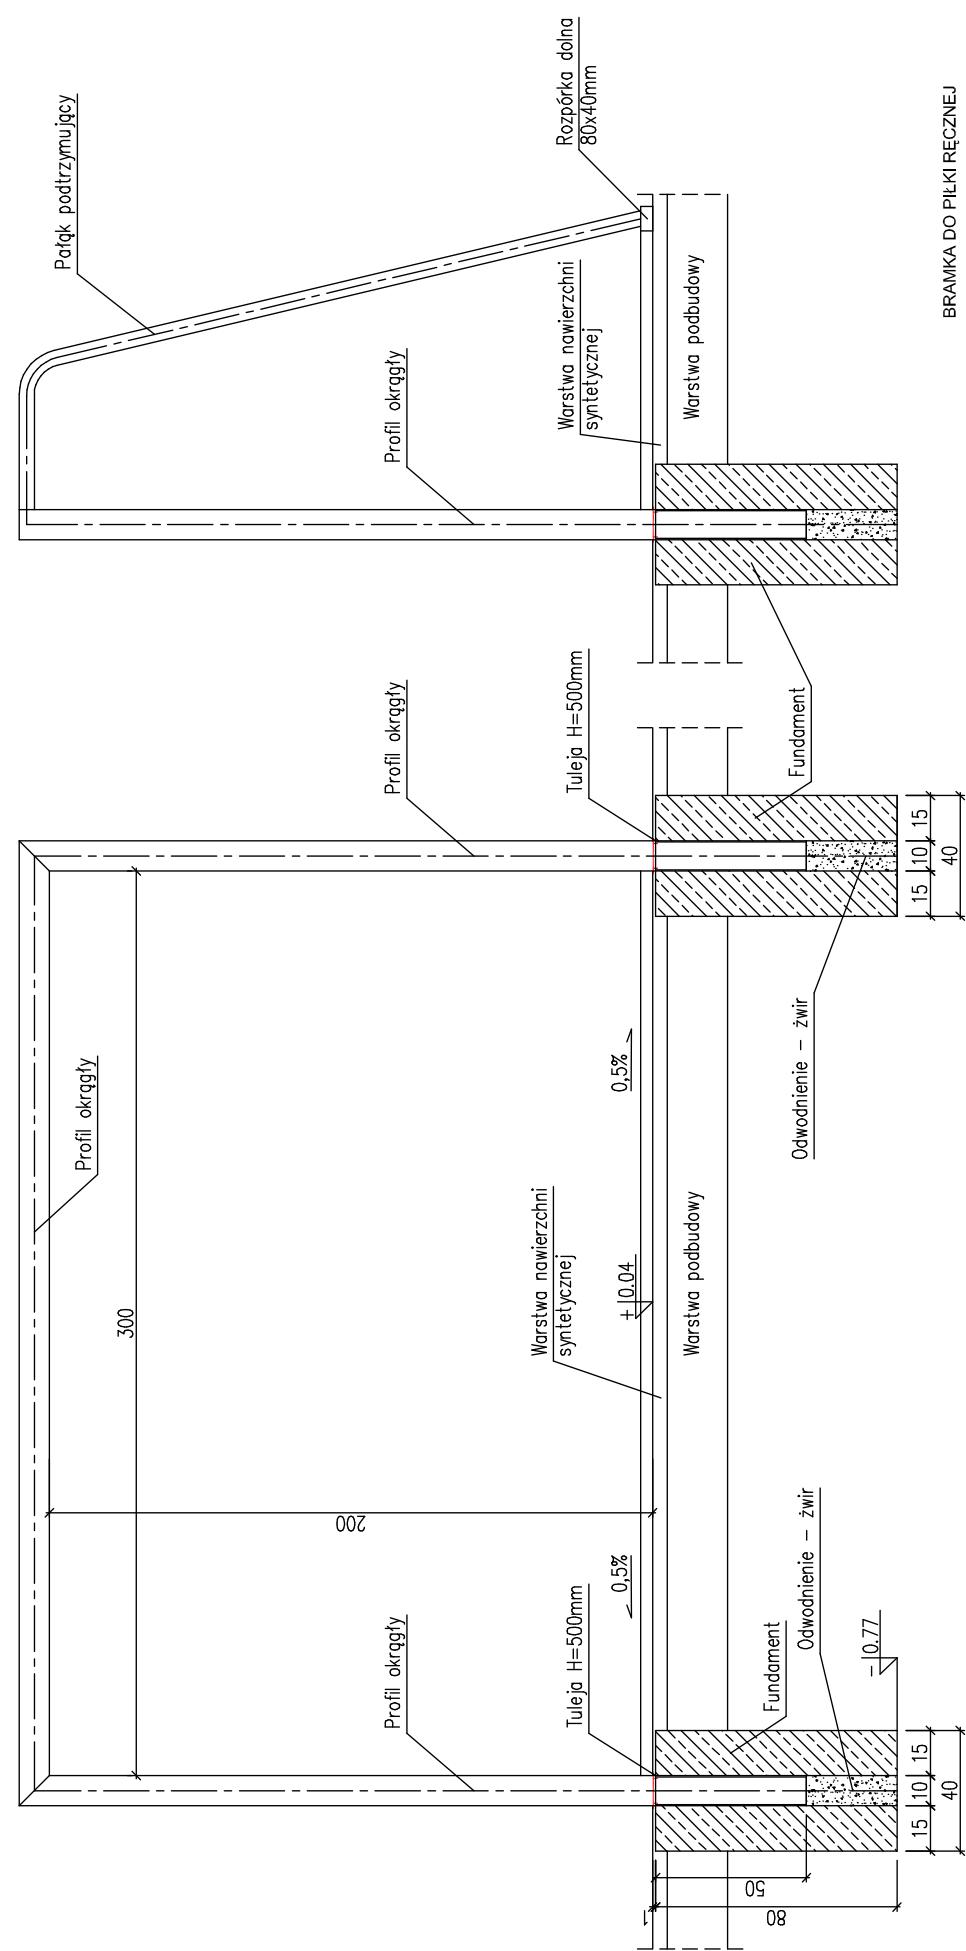 Profil okrągły
300
200
Profil okrągły
Tuleja H=500mm
0,5%
Warstwa nawierzchni
syntetycznej
+ 0.04
0,5%
Warstwa podbudowy
Fundament
Odwodnienie - żwir
- 0.77
1
50
80
15
10
15
40
Profil okrągły
Tuleja H=500mm
Fundament
Odwodnienie - żwir
15
10
15
40
Pałąk podtrzymujący
Profil okrągły
Rozpórka dolna
80x40mm
Warstwa nawierzchni
syntetycznej
Warstwa podbudowy
BRAMKA DO PIŁKI RĘCZNEJ